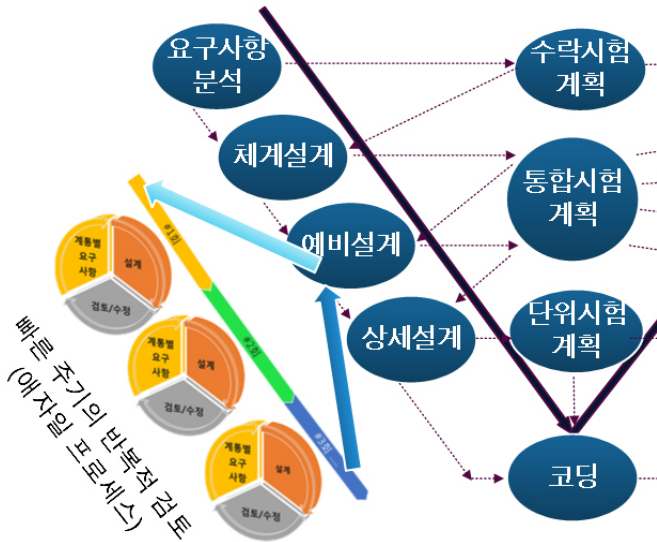 요구사항
분석
수락시험
계획
체계설계
통합시험
계획
예비설계
상세설계
단위시험
계획
코딩
#1회
#2회
#3회
계통별
요구
사항
설계
검토/수정
계통별
요구
사항
설계
검토/수정
계통별
요구
사항
설계
검토/수정
빠른 주기의 반복적 검토
(애자일 프로세스)